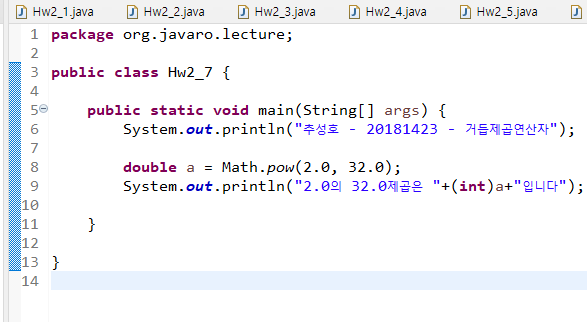 Hw2_1.java Hw2_2.java Hw2_3.java Hw2_4.java Hw2_5.java
1 package org.javaro.lecture;
2
3 public class Hw2_7 {
4
5 public static void main(String[] args) {
6 System.out.println("추성호 - 20181423 - 거듭제곱연산자");
7
8 double a = Math.pow(2.0, 32.0);
9 System.out.println("2.0의 32.0제곱은 "+(int)a+"입니다");
10
11 }
12
13 }
14